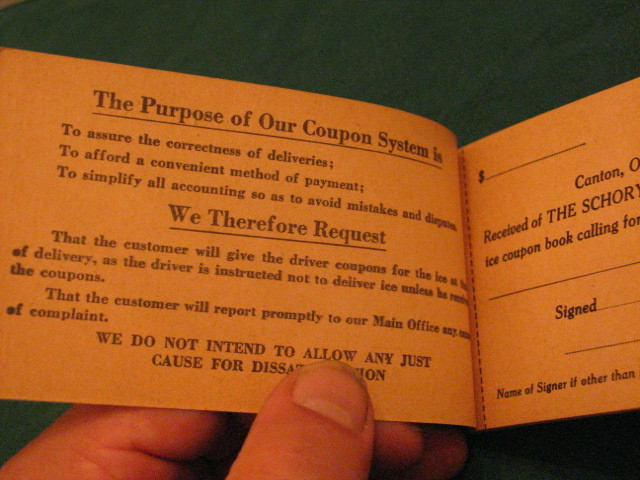 The Purpose of Our Coupon System is
To assure the correctness of deliveries;
To afford a convenient method of payment;
To simplify all accounting so as to avoid mistakes and disputes.
We Therefore Request
That the customer will give the driver coupons for the ice at
of delivery, as the driver is instructed not to deliver ice unless he
the coupons.
That the customer will report promptly to our Main Office any
of complaint.
WE DO NOT INTEND TO ALLOW ANY JUST
CAUSE FOR
$
Canton, O
Received of THE SCHORY
ice coupon book calling for
Signed
Name of Signer if other than